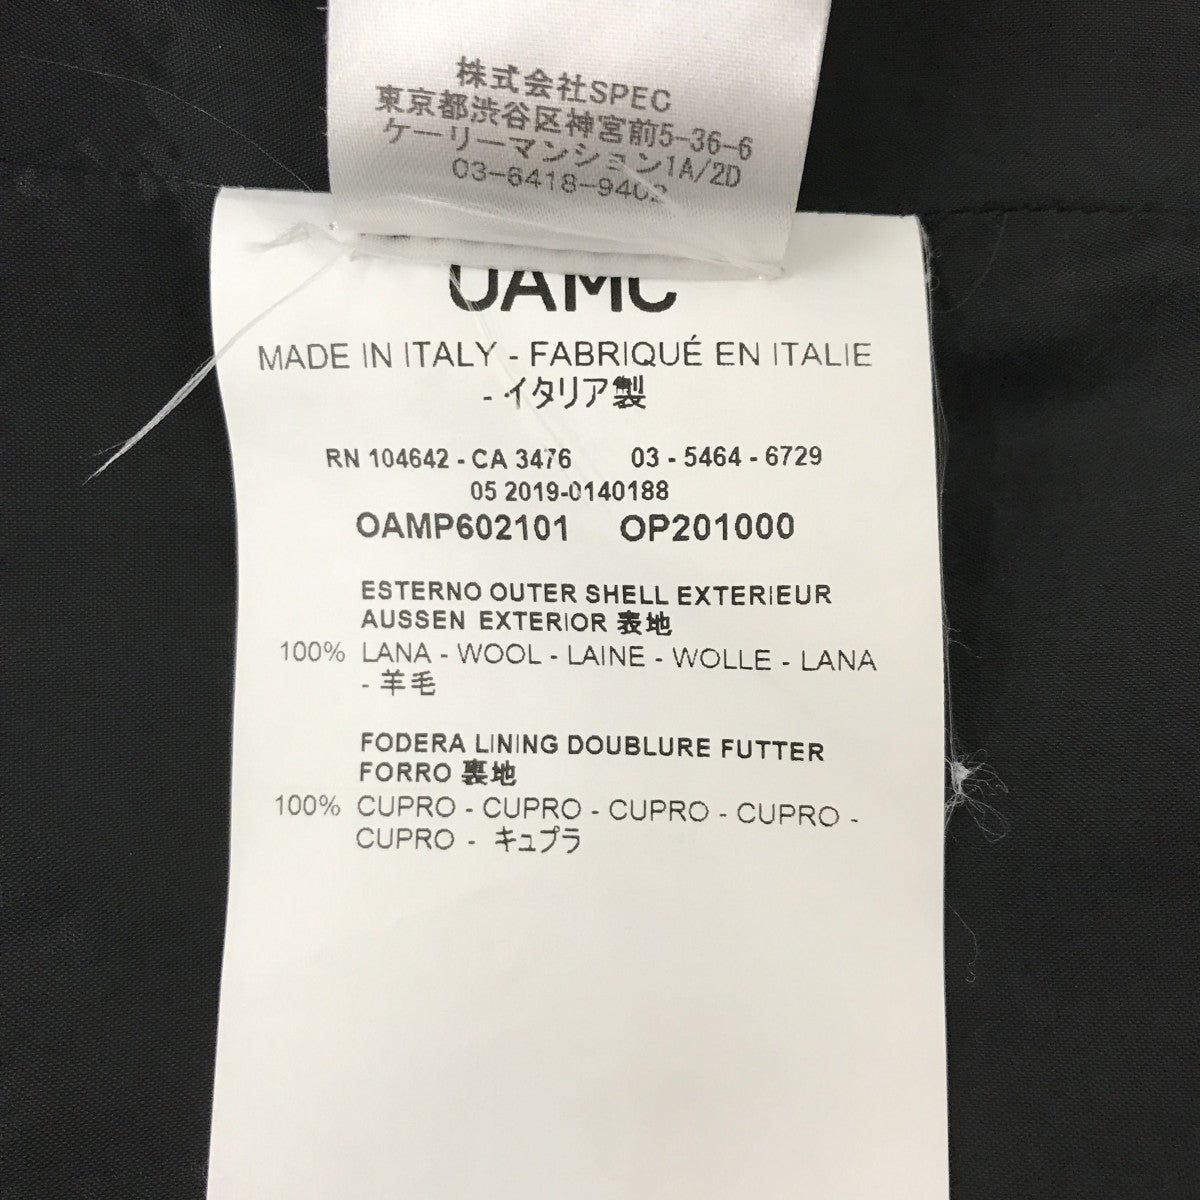 株式会社SPEC
東京都渋谷区神宮前5-36-6
ケーリーマンション1A/2D
03-6418-9402
OAMC
MADE IN ITALY - FABRIQUÉ EN ITALIE
- イタリア製
RN 104642 - CA 3476 03 - 5464 - 6729
05 2019-0140188
OAMP602101 OP201000
ESTERNO OUTER SHELL EXTERIEUR
AUSSEN EXTERIOR 表地
100% LANA - WOOL - LAINE - WOLLE - LANA
- 羊毛
FODERA LINING DOUBLURE FUTTER
FORRO 裏地
100% CUPRO - CUPRO - CUPRO - CUPRO -
CUPRO - キュプラ